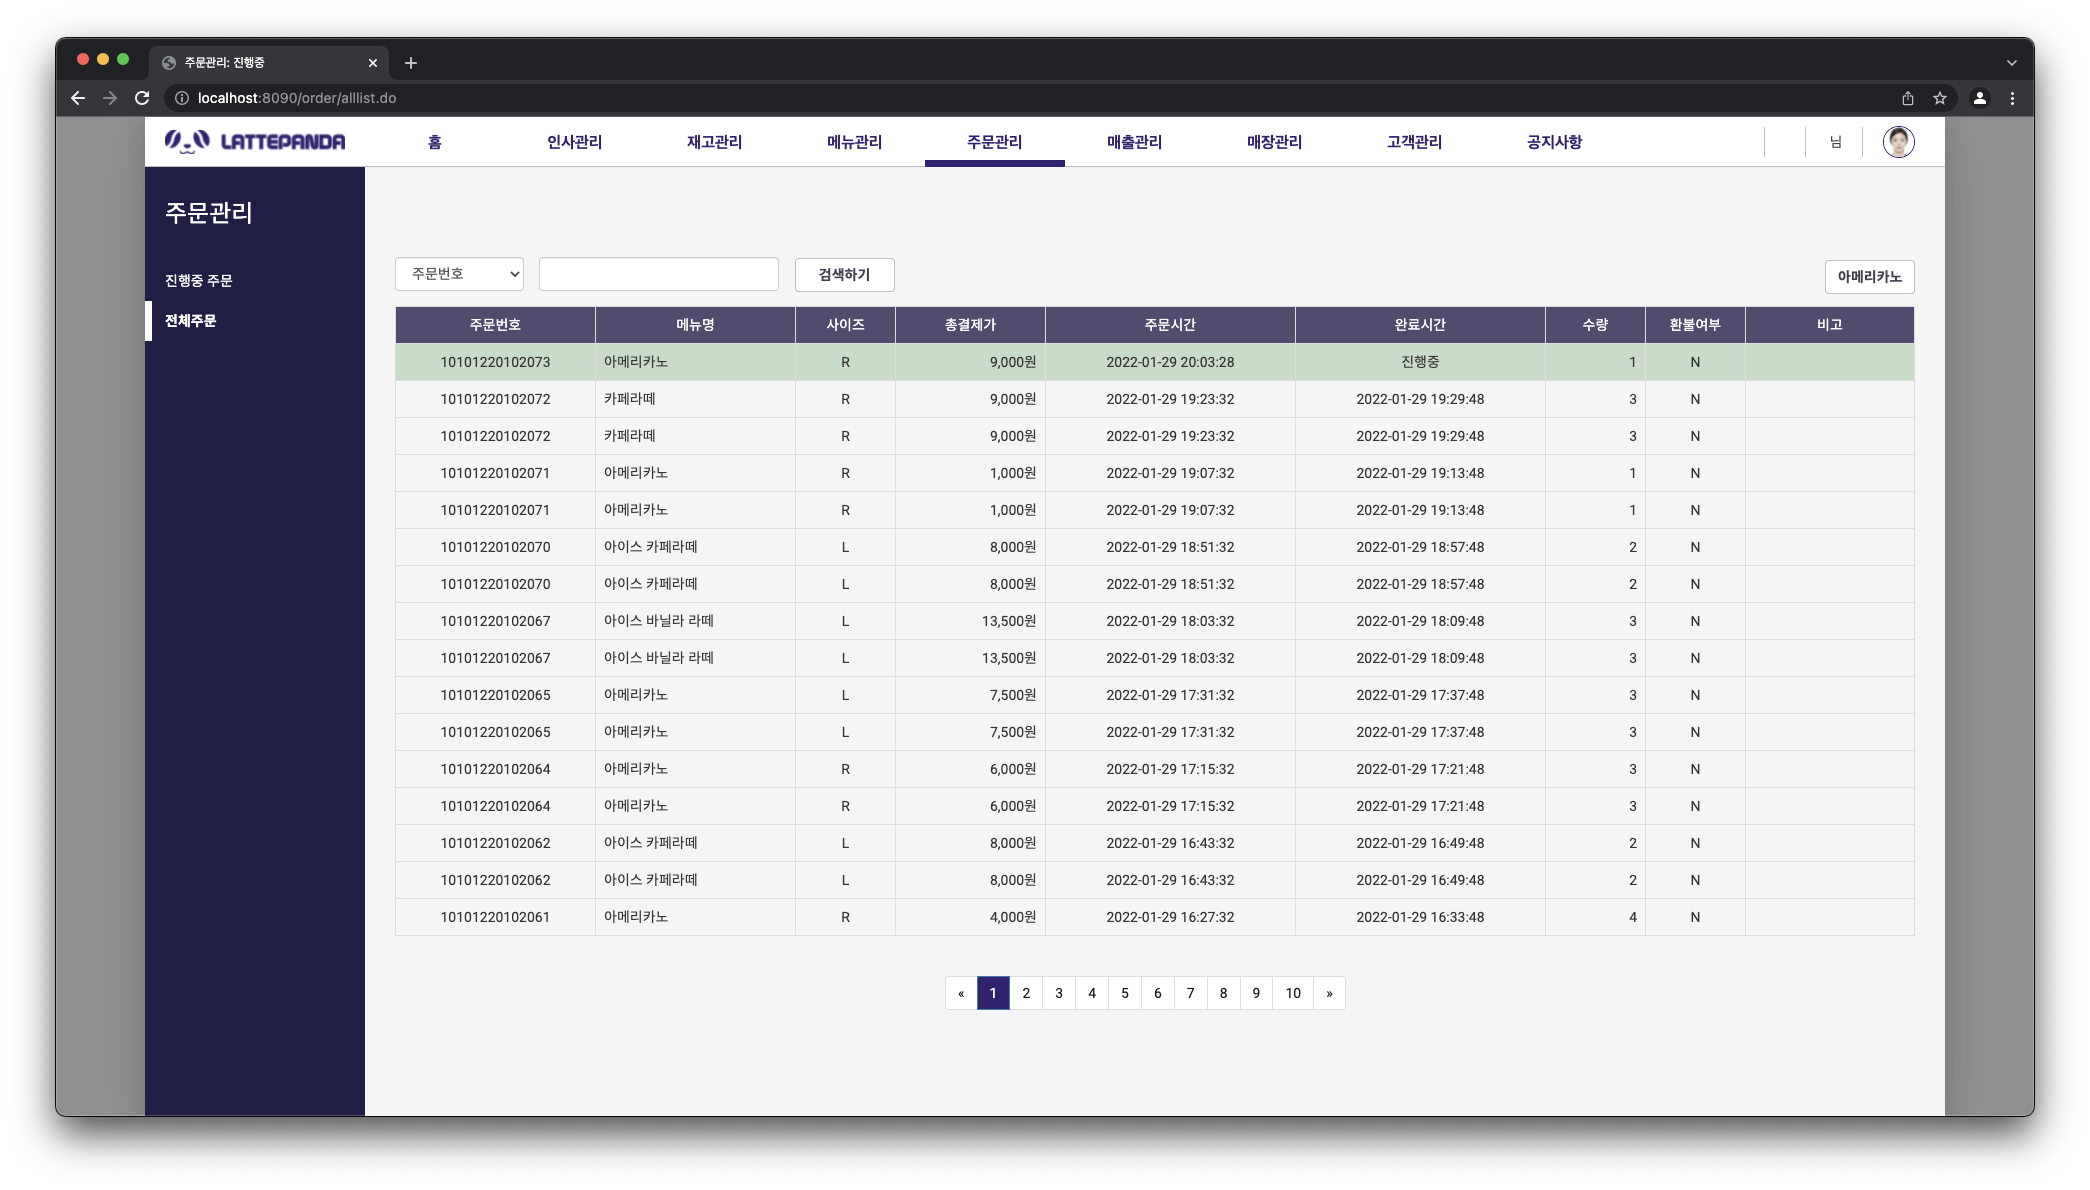 주문관리: 진행중
localhost:8090/order/alllist.do
LATTEPANDA 홈 인사관리 재고관리 메뉴관리 주문관리 매출관리 매장관리 고객관리 공지사항 님
주문관리
진행중 주문
전체주문
주문번호 검색하기 아메리카노
주문번호 메뉴명 사이즈 총결제가 주문시간 완료시간 수량 환불여부 비고
10101220102073 아메리카노 R 9,000원 2022-01-29 20:03:28 진행중 1 N
10101220102072 카페라떼 R 9,000원 2022-01-29 19:23:32 2022-01-29 19:29:48 3 N
10101220102072 카페라떼 R 9,000원 2022-01-29 19:23:32 2022-01-29 19:29:48 3 N
10101220102071 아메리카노 R 1,000원 2022-01-29 19:07:32 2022-01-29 19:13:48 1 N
10101220102071 아메리카노 R 1,000원 2022-01-29 19:07:32 2022-01-29 19:13:48 1 N
10101220102070 아이스 카페라떼 L 8,000원 2022-01-29 18:51:32 2022-01-29 18:57:48 2 N
10101220102070 아이스 카페라떼 L 8,000원 2022-01-29 18:51:32 2022-01-29 18:57:48 2 N
10101220102067 아이스 바닐라 라떼 L 13,500원 2022-01-29 18:03:32 2022-01-29 18:09:48 3 N
10101220102067 아이스 바닐라 라떼 L 13,500원 2022-01-29 18:03:32 2022-01-29 18:09:48 3 N
10101220102065 아메리카노 L 7,500원 2022-01-29 17:31:32 2022-01-29 17:37:48 3 N
10101220102065 아메리카노 L 7,500원 2022-01-29 17:31:32 2022-01-29 17:37:48 3 N
10101220102064 아메리카노 R 6,000원 2022-01-29 17:15:32 2022-01-29 17:21:48 3 N
10101220102064 아메리카노 R 6,000원 2022-01-29 17:15:32 2022-01-29 17:21:48 3 N
10101220102062 아이스 카페라떼 L 8,000원 2022-01-29 16:43:32 2022-01-29 16:49:48 2 N
10101220102062 아이스 카페라떼 L 8,000원 2022-01-29 16:43:32 2022-01-29 16:49:48 2 N
10101220102061 아메리카노 R 4,000원 2022-01-29 16:27:32 2022-01-29 16:33:48 4 N
« 1 2 3 4 5 6 7 8 9 10 »